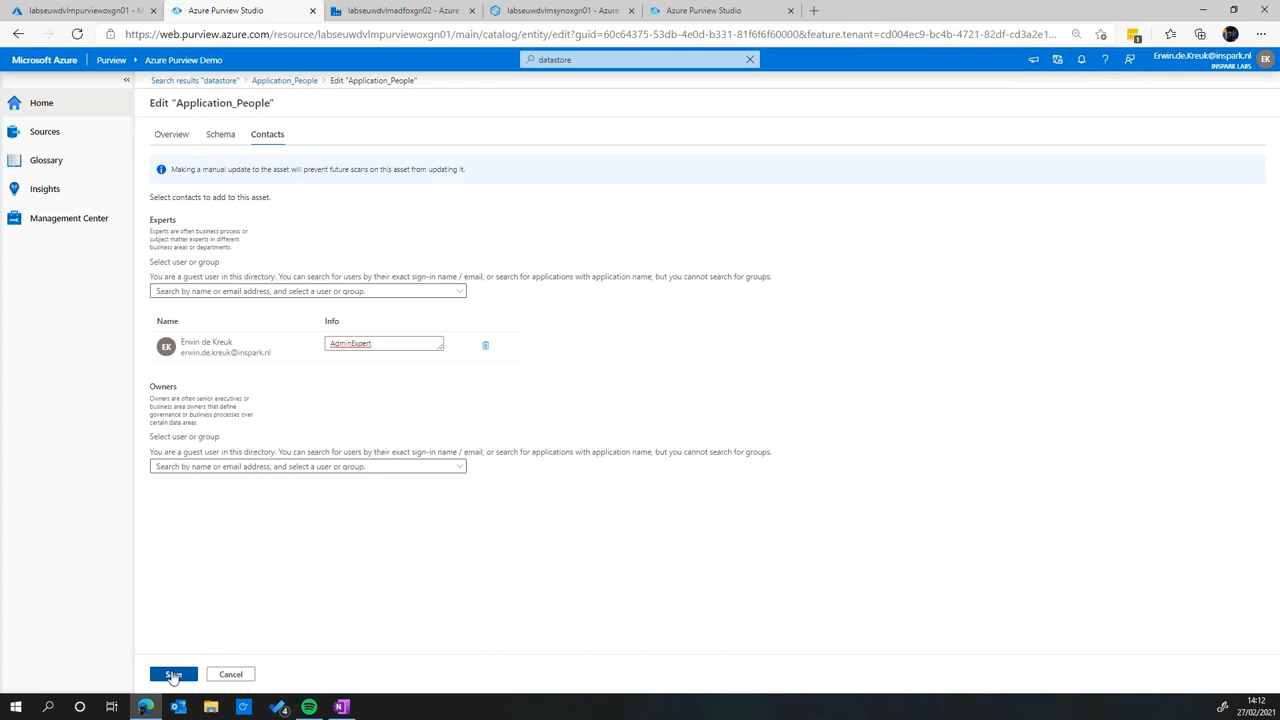 labseuwdvlmpurviewoxgn01 - M
Azure Purview Studio
labseuwdvlmadfoxgn02 - Azure
labseuwdvlmsynoxgn01 - Azure
Azure Purview Studio
https://web.purview.azure.com/resource/labseuwdvlmpurviewoxgn01/main/catalog/entity/edit?guid=60c64375-53db-4e0d-b331-81f6f6f60000&feature.tenant=cd004ec9-bc4b-4721-82df-cd3a2e1...
Microsoft Azure
Purview
Azure Purview Demo
datastore
Erwin.de.Kreuk@inspark.nl
INSPARK LABS
EK
Home
Sources
Glossary
Insights
Management Center
Search results "datastore" > Application_People > Edit "Application_People"
Edit "Application_People"
Overview
Schema
Contacts
Making a manual update to the asset will prevent future scans on this asset from updating it.
Select contacts to add to this asset.
Experts
Experts are often business process or
subject matter experts in different
business areas or departments.
Select user or group
You are a guest user in this directory. You can search for users by their exact sign-in name / email, or search for applications with application name, but you cannot search for groups.
Search by name or email address, and select a user or group.
Name
Info
EK
Erwin de Kreuk
erwin.de.kreuk@inspark.nl
AdminExpert
Owners
Owners are often senior executives or
business area owners that define
governance or business processes over
certain data areas.
Select user or group
You are a guest user in this directory. You can search for users by their exact sign-in name / email, or search for applications with application name, but you cannot search for groups.
Search by name or email address, and select a user or group.
Save
Cancel
14:12
27/02/2021